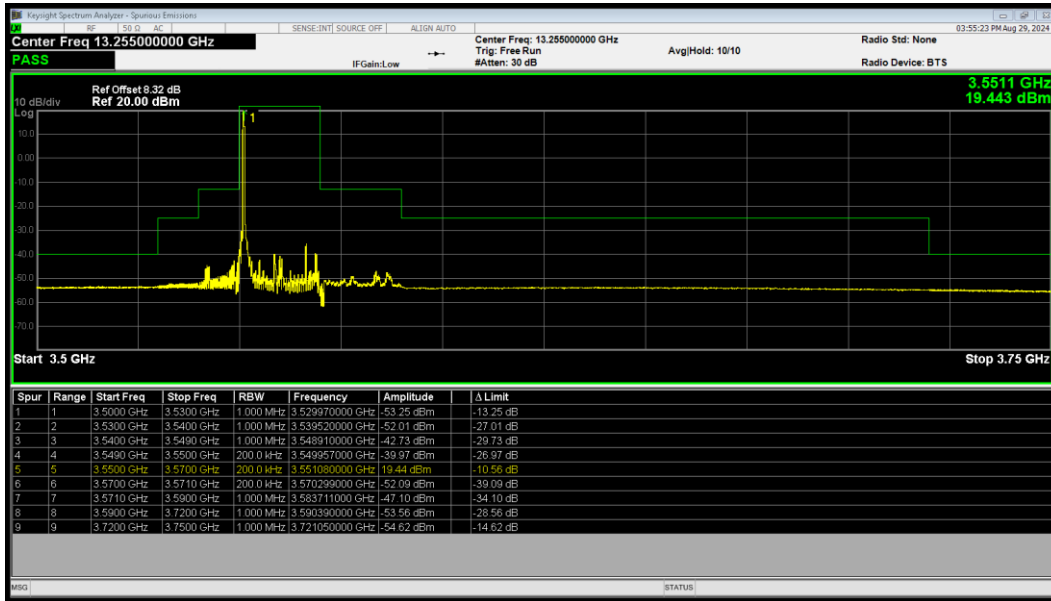 Keysight Spectrum Analyzer - Spurious Emissions
RF 50 Ω AC SENSE:INT SOURCE OFF ALIGN AUTO 03:55:23 PM Aug 29, 2024
Center Freq 13.255000000 GHz
Center Freq: 13.255000000 GHz
Radio Std: None
Trig: Free Run
Avg|Hold: 10/10
PASS
IFGain:Low
#Atten: 30 dB
Radio Device: BTS
Ref Offset 8.32 dB
3.5511 GHz
10 dB/div
Ref 20.00 dBm
19.443 dBm
Log
1
10.0
0.00
-10.0
-20.0
-30.0
-40.0
-50.0
-60.0
-70.0
Start 3.5 GHz
Stop 3.75 GHz
Spur Range Start Freq Stop Freq RBW Frequency Amplitude Δ Limit
1 1 3.5000 GHz 3.5300 GHz 1.000 MHz 3.529970000 GHz -53.25 dBm -13.25 dB
2 2 3.5300 GHz 3.5400 GHz 1.000 MHz 3.539520000 GHz -52.01 dBm -27.01 dB
3 3 3.5400 GHz 3.5490 GHz 1.000 MHz 3.548910000 GHz -42.73 dBm -29.73 dB
4 4 3.5490 GHz 3.5500 GHz 200.0 kHz 3.549957000 GHz -39.97 dBm -26.97 dB
5 5 3.5500 GHz 3.5700 GHz 200.0 kHz 3.551080000 GHz 19.44 dBm -10.56 dB
6 6 3.5700 GHz 3.5710 GHz 200.0 kHz 3.570299000 GHz -52.09 dBm -39.09 dB
7 7 3.5710 GHz 3.5900 GHz 1.000 MHz 3.583711000 GHz -47.10 dBm -34.10 dB
8 8 3.5900 GHz 3.7200 GHz 1.000 MHz 3.590390000 GHz -53.56 dBm -28.56 dB
9 9 3.7200 GHz 3.7500 GHz 1.000 MHz 3.721050000 GHz -54.62 dBm -14.62 dB
MSG
STATUS